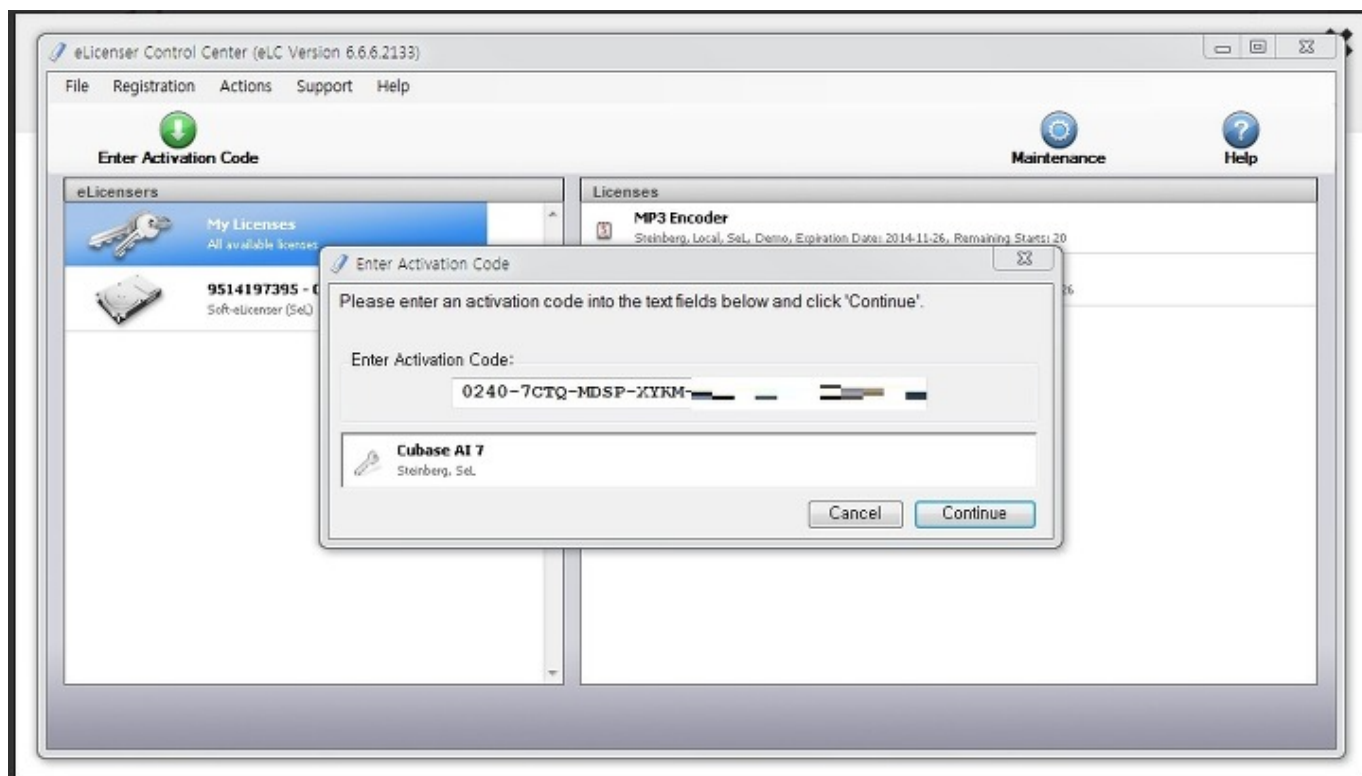 eLicenser Control Center (eLC Version 6.6.6.2133)
File Registration Actions Support Help
Enter Activation Code
Maintenance
Help
eLicensers
Licenses
My Licenses
All available licenses
MP3 Encoder
Steinberg, Local, SeL, Demo, Expiration Date: 2014-11-26, Remaining Starts: 20
9514197395 -
Soft-eLicenser (SeL)
Enter Activation Code
Please enter an activation code into the text fields below and click 'Continue'.
Enter Activation Code:
0240-7CTQ-MDSP-XYKM-
Cubase AI 7
Steinberg, SeL
Cancel
Continue